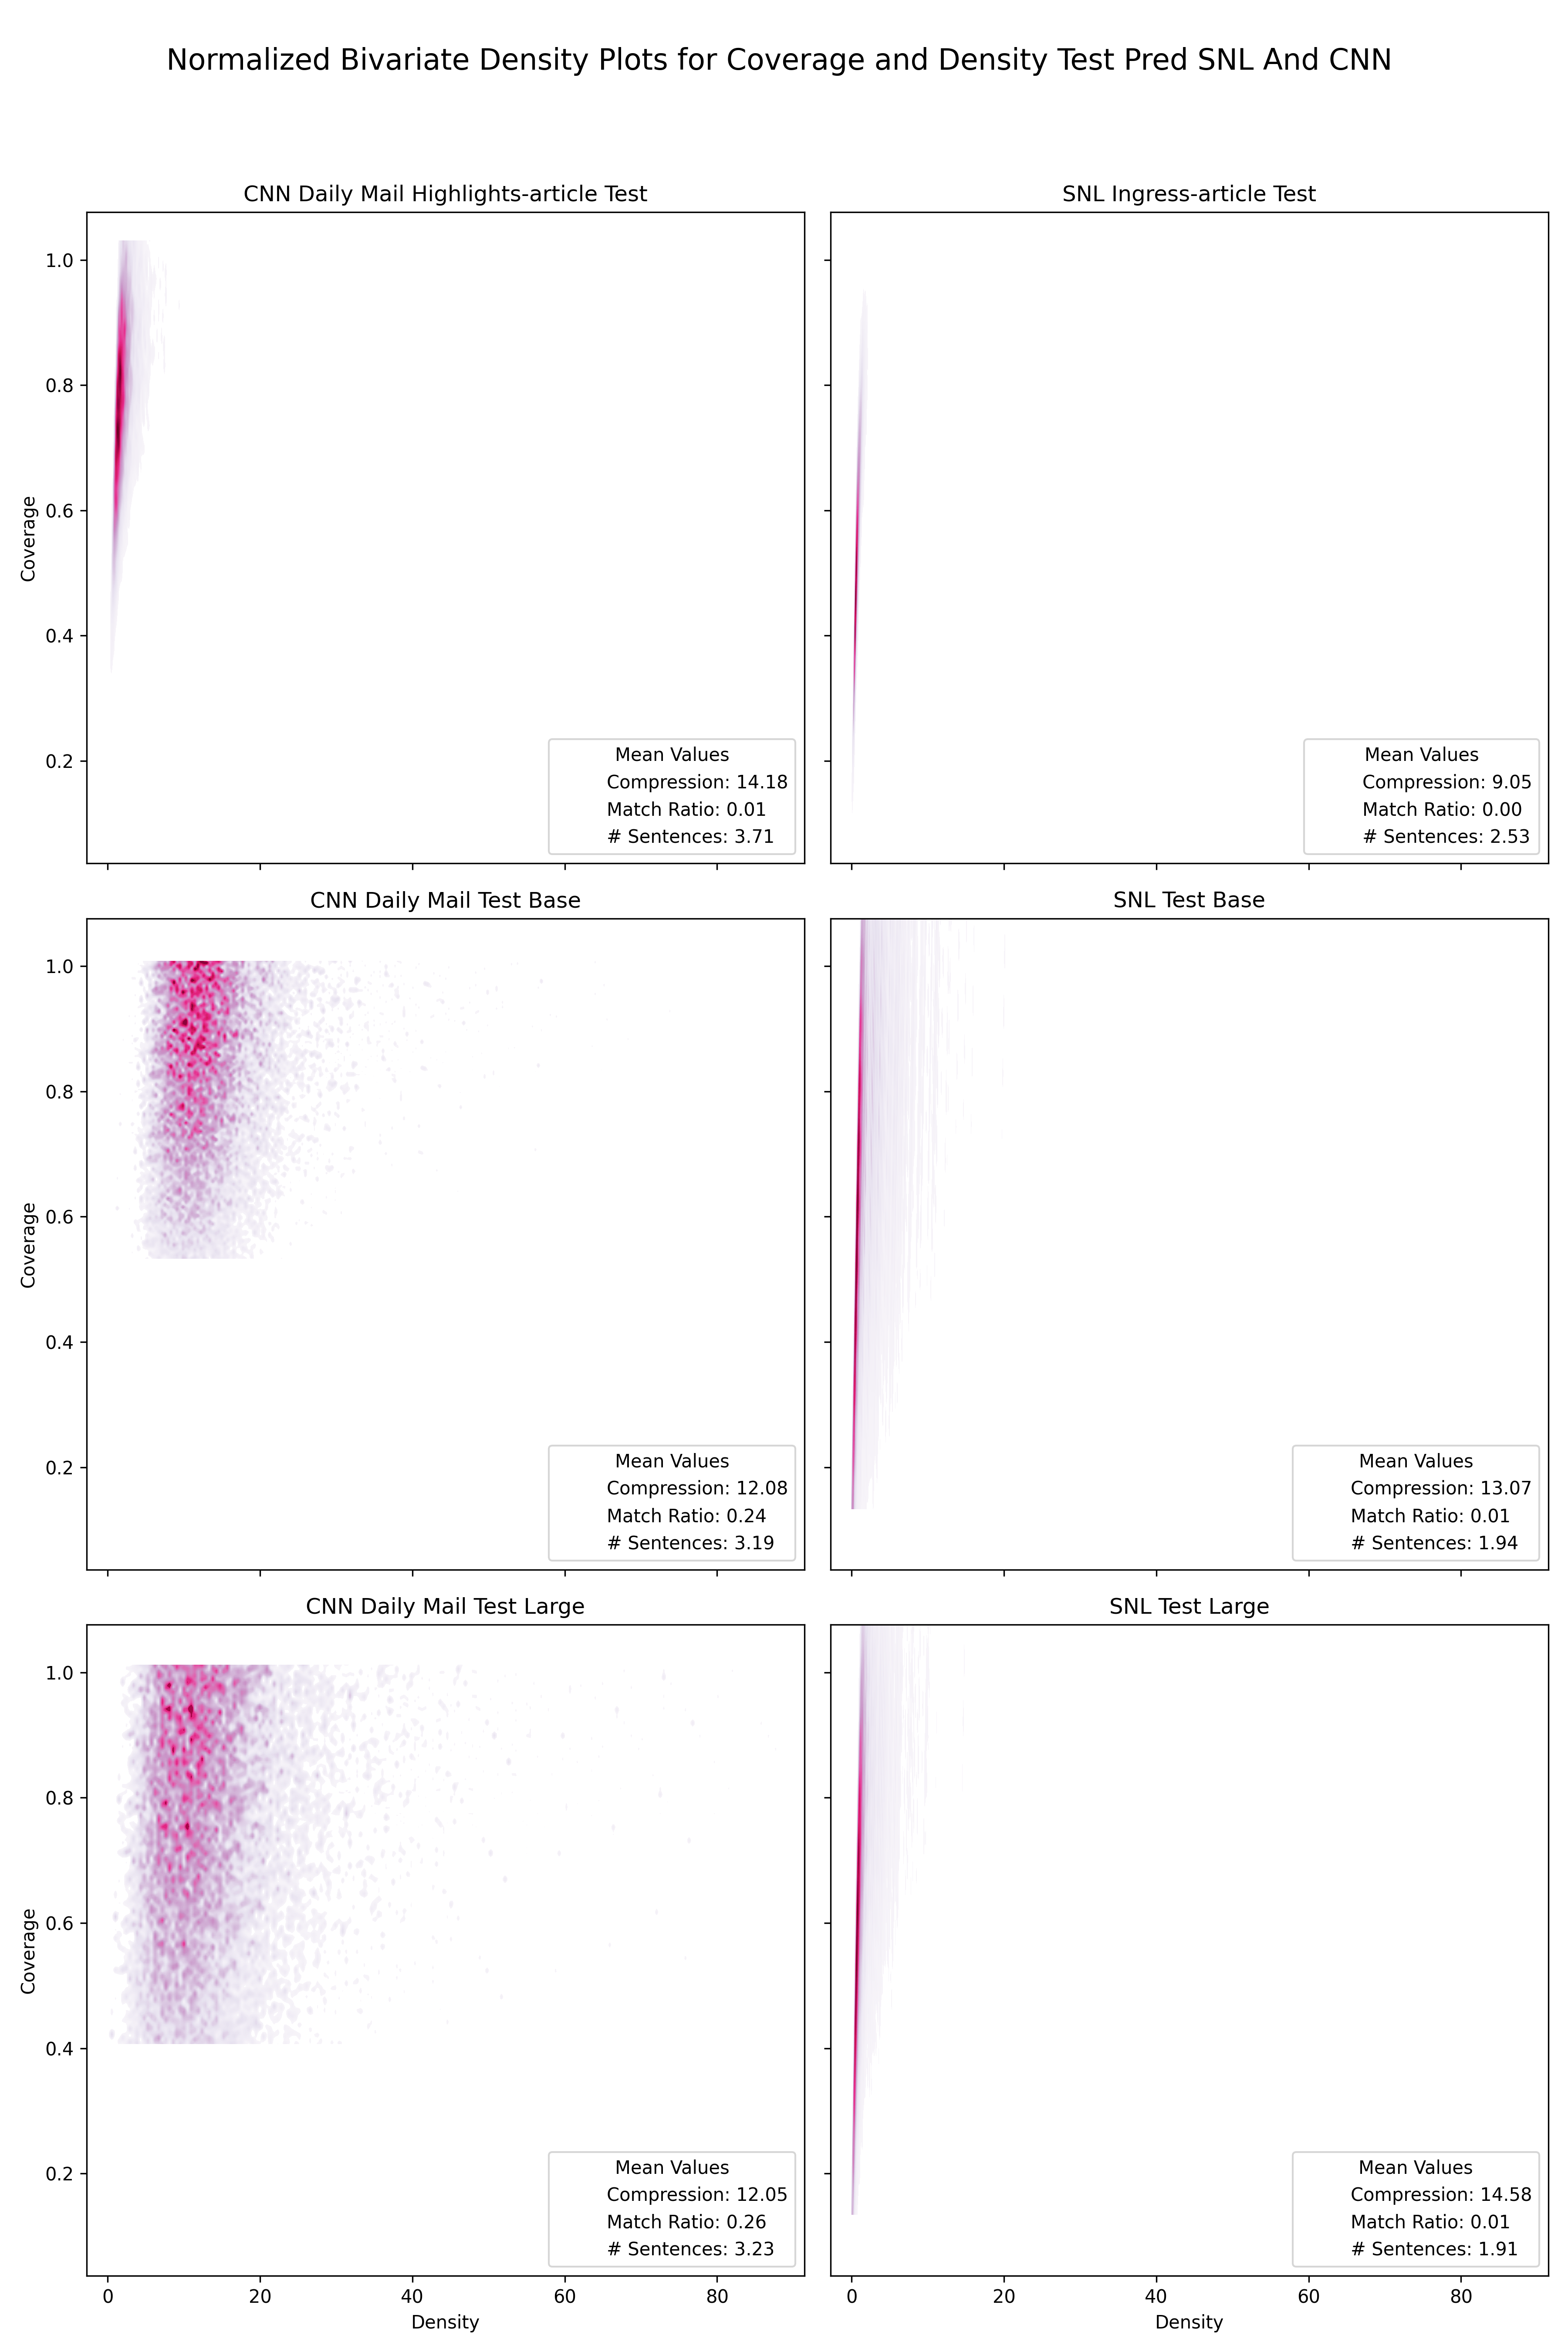 Normalized Bivariate Density Plots for Coverage and Density Test Pred SNL And CNN
CNN Daily Mail Highlights-article Test
Coverage
1.0
0.8
0.6
0.4
0.2
Mean Values
Compression: 14.18
Match Ratio: 0.01
# Sentences: 3.71
SNL Ingress-article Test
Mean Values
Compression: 9.05
Match Ratio: 0.00
# Sentences: 2.53
CNN Daily Mail Test Base
Coverage
1.0
0.8
0.6
0.4
0.2
Mean Values
Compression: 12.08
Match Ratio: 0.24
# Sentences: 3.19
SNL Test Base
Mean Values
Compression: 13.07
Match Ratio: 0.01
# Sentences: 1.94
CNN Daily Mail Test Large
Coverage
1.0
0.8
0.6
0.4
0.2
Mean Values
Compression: 12.05
Match Ratio: 0.26
# Sentences: 3.23
0 20 40 60 80
Density
SNL Test Large
Mean Values
Compression: 14.58
Match Ratio: 0.01
# Sentences: 1.91
0 20 40 60 80
Density